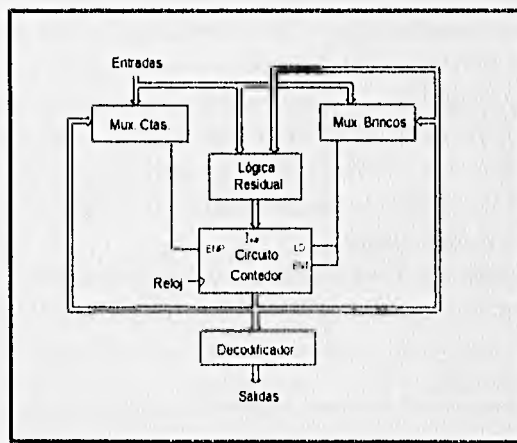 Entradas
Mux. Ctas.
Mux. Brincos
Lógica
Residual
ENP
LD
Circuito
Contador
Reloj
Decodificador
Salidas